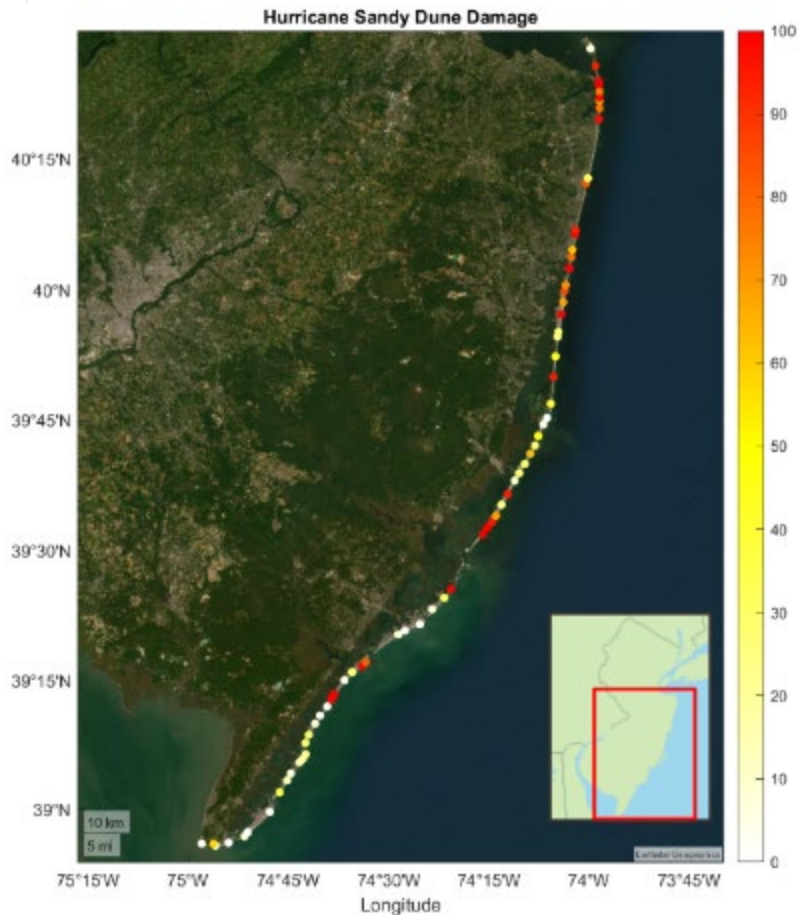 Hurricane Sandy Dune Damage
100
90
80
70
60
50
40
30
20
10
0
40°15'N
40°N
39°45'N
39°30'N
39°15'N
39°N
10 km
5 mi
Earthstar Geographics
75°15'W 75°W 74°45'W 74°30'W 74°15'W 74°W 73°45'W
Longitude